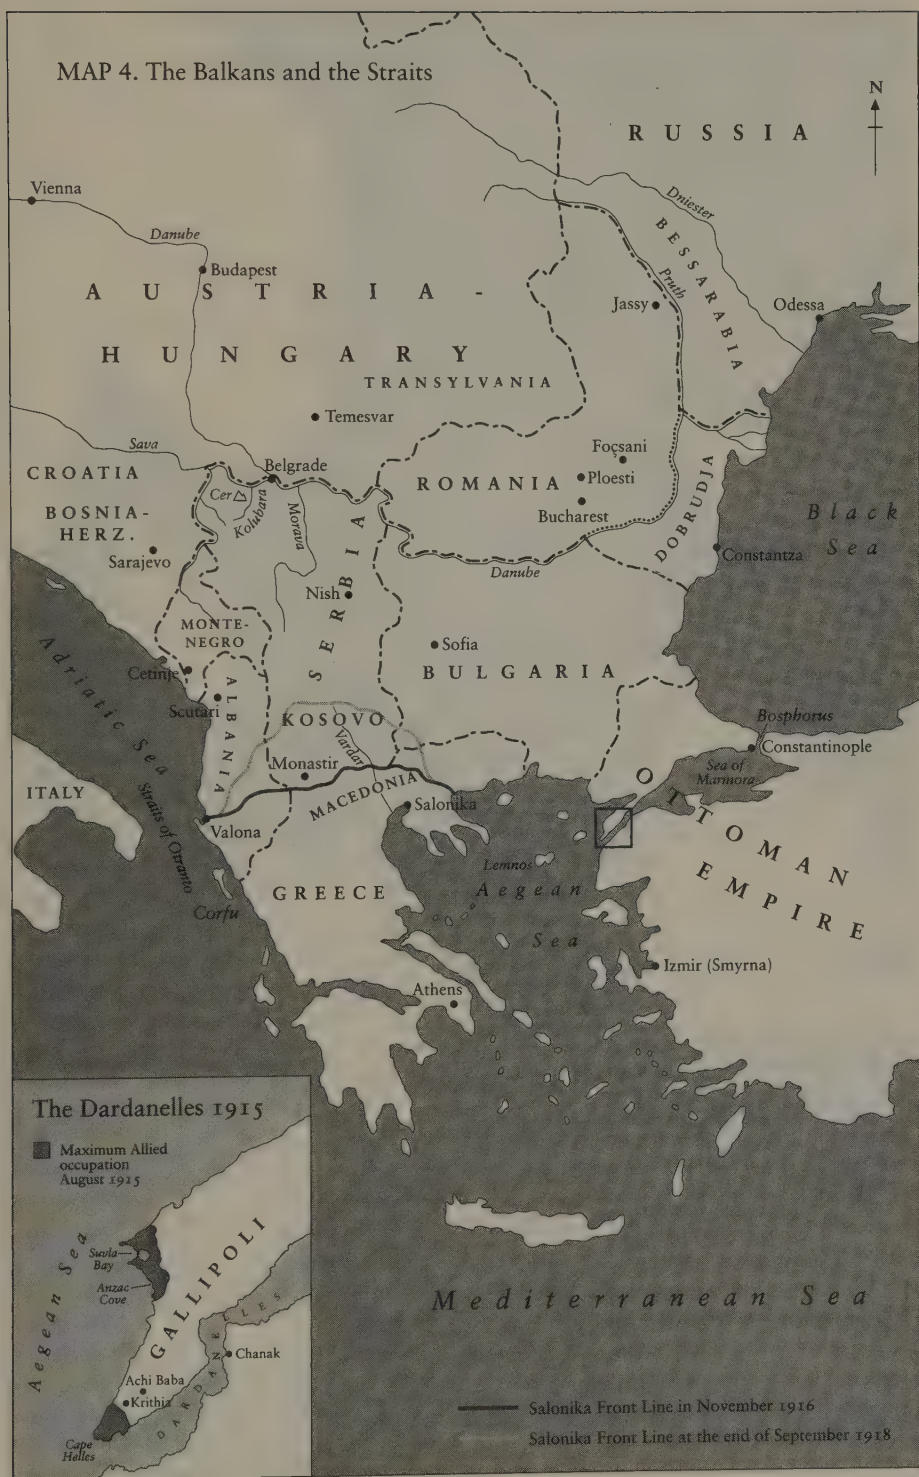 MAP 4. The Balkans and the Straits
N
RUSSIA
Vienna
Danube
Budapest
Dniester
BESSARABIA
Pruth
Jassy
Odessa
AUSTRIA-
HUNGARY
TRANSYLVANIA
Temesvar
Sava
Belgrade
CROATIA
BOSNIA-
HERZ.
Sarajevo
Cer
Kolubara
Morava
ROMANIA
Focşani
Ploesti
Bucharest
DOBRUDJA
Constantza
Black
Sea
Danube
SERBIA
Nish
MONTE-
NEGRO
Cetinje
Scutari
ALBANIA
Sofia
BULGARIA
KOSOVO
Vardar
Monastir
MACEDONIA
Salonika
Bosphorus
Constantinople
Sea of
Marmora
Adriatic Sea
ITALY
Straits of Otranto
Valona
Corfu
GREECE
Lemnos
Aegean
Sea
OTTOMAN
EMPIRE
Izmir (Smyrna)
Athens
Mediterranean Sea
The Dardanelles 1915
Maximum Allied
occupation
August 1915
Aegean Sea
Suvla
Bay
Anzac
Cove
GALLIPOLI
DARDANELLES
Chanak
Achi Baba
Krithia
Cape
Helles
Salonika Front Line in November 1916
Salonika Front Line at the end of September 1918